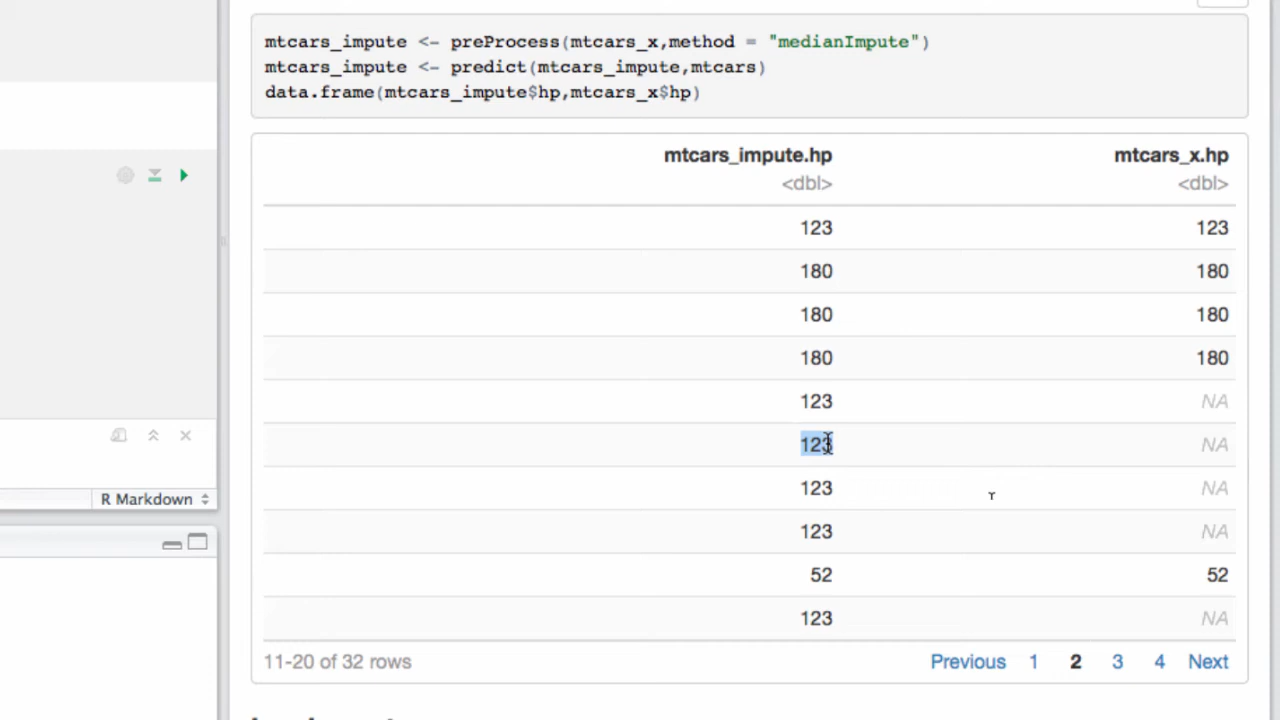 mtcars_impute <- preProcess(mtcars_x,method = "medianImpute")
mtcars_impute <- predict(mtcars_impute,mtcars)
data.frame(mtcars_impute$hp,mtcars_x$hp)
mtcars_impute.hp mtcars_x.hp
<dbl> <dbl>
123 123
180 180
180 180
180 180
123 NA
123 NA
123 NA
123 NA
52 52
123 NA
11-20 of 32 rows Previous 1 2 3 4 Next
R Markdown